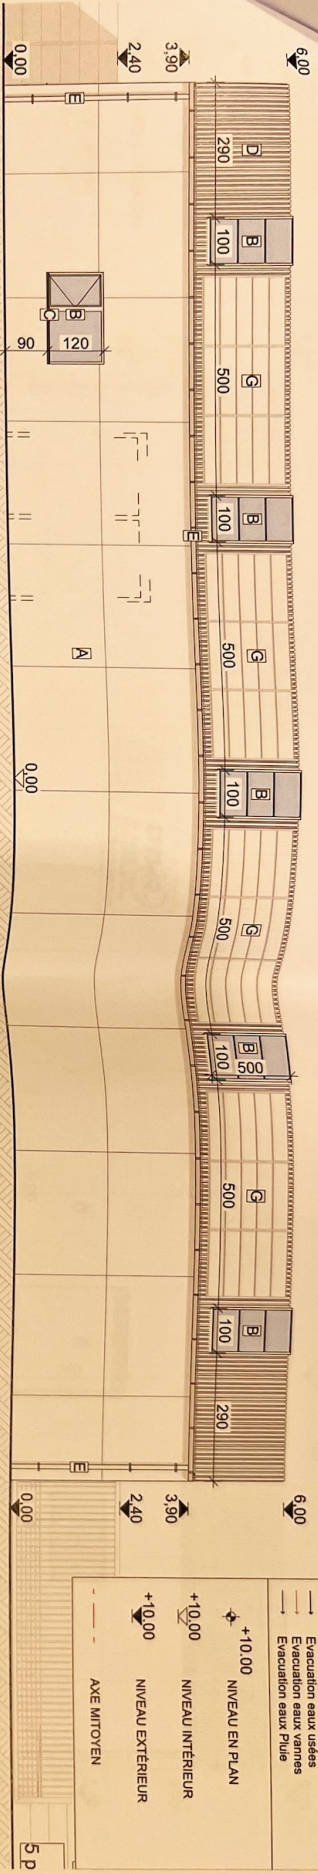 6,00
3,90
2,40
0,00
D
290
B
100
G
500
B
100
G
500
B
100
G
500
B
100
500
G
500
B
100
290
E
E
E
C
B
90
120
A
0,00
6,00
3,90
2,40
0,00
Evacuation eaux usées
Evacuation eaux vannes
Evacuation eaux Pluie
+10.00 NIVEAU EN PLAN
+10,00 NIVEAU INTÉRIEUR
+10,00 NIVEAU EXTÉRIEUR
AXE MITOYEN
5 p